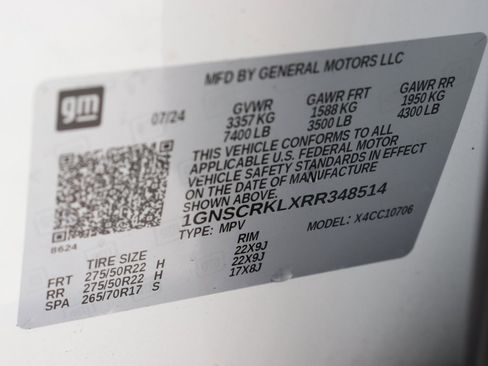 MFD BY GENERAL MOTORS LLC
gm
07/24
GVWR
3357 KG
7400 LB
GAWR FRT
1588 KG
3500 LB
GAWR RR
1950 KG
4300 LB
THIS VEHICLE CONFORMS TO ALL
APPLICABLE U.S. FEDERAL MOTOR
VEHICLE SAFETY STANDARDS IN EFFECT
ON THE DATE OF MANUFACTURE
SHOWN ABOVE.
1GNSCRKLXRR348514
TYPE: MPV
MODEL: X4CC10706
8624
TIRE SIZE RIM
FRT 275/50R22 H 22X9J
RR 275/50R22 H 22X9J
SPA 265/70R17 S 17X8J